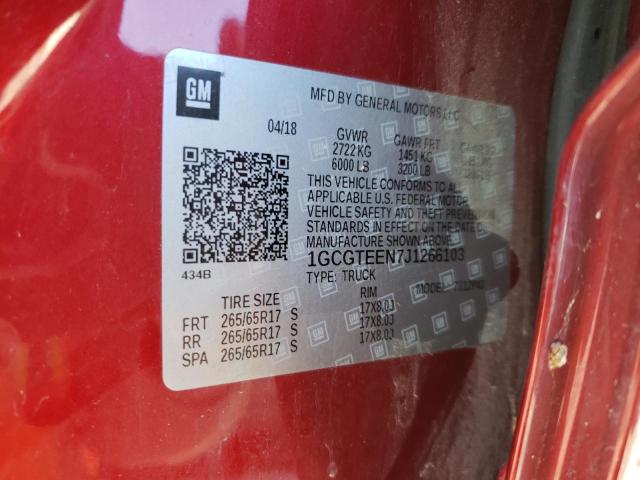 GM
MFD BY GENERAL MOTORS LLC
04/18 GVWR GAWR FRT
2722 KG 1451 KG
6000 LB 3200 LB
THIS VEHICLE CONFORMS TO ALL
APPLICABLE U.S. FEDERAL MOTOR
VEHICLE SAFETY AND THEFT PREVENTION
STANDARDS IN EFFECT ON THE DATE OF
1GCGTEEN7J1266103
434B TYPE: TRUCK MODEL:
TIRE SIZE RIM
FRT 265/65R17 S 17X8.0J
RR 265/65R17 S 17X8.0J
SPA 265/65R17 S 17X8.0J